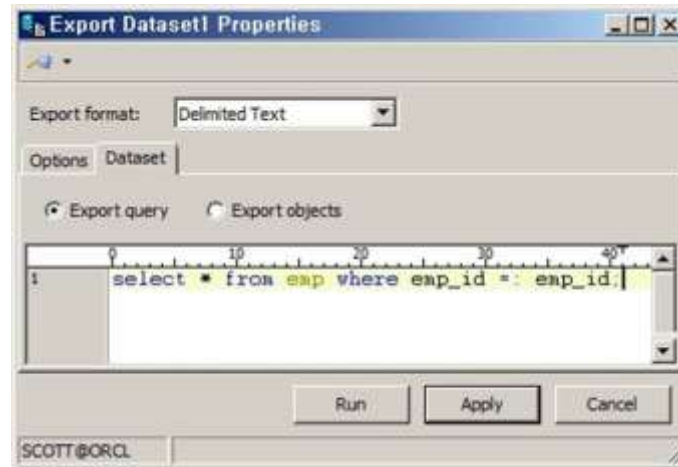 Export Dataset1 Properties
Export format: Delimited Text
Options Dataset
Export query Export objects
0 10 20 30 40
1 select * from emp where emp_id =: emp_id;
Run Apply Cancel
SCOTT@ORCL